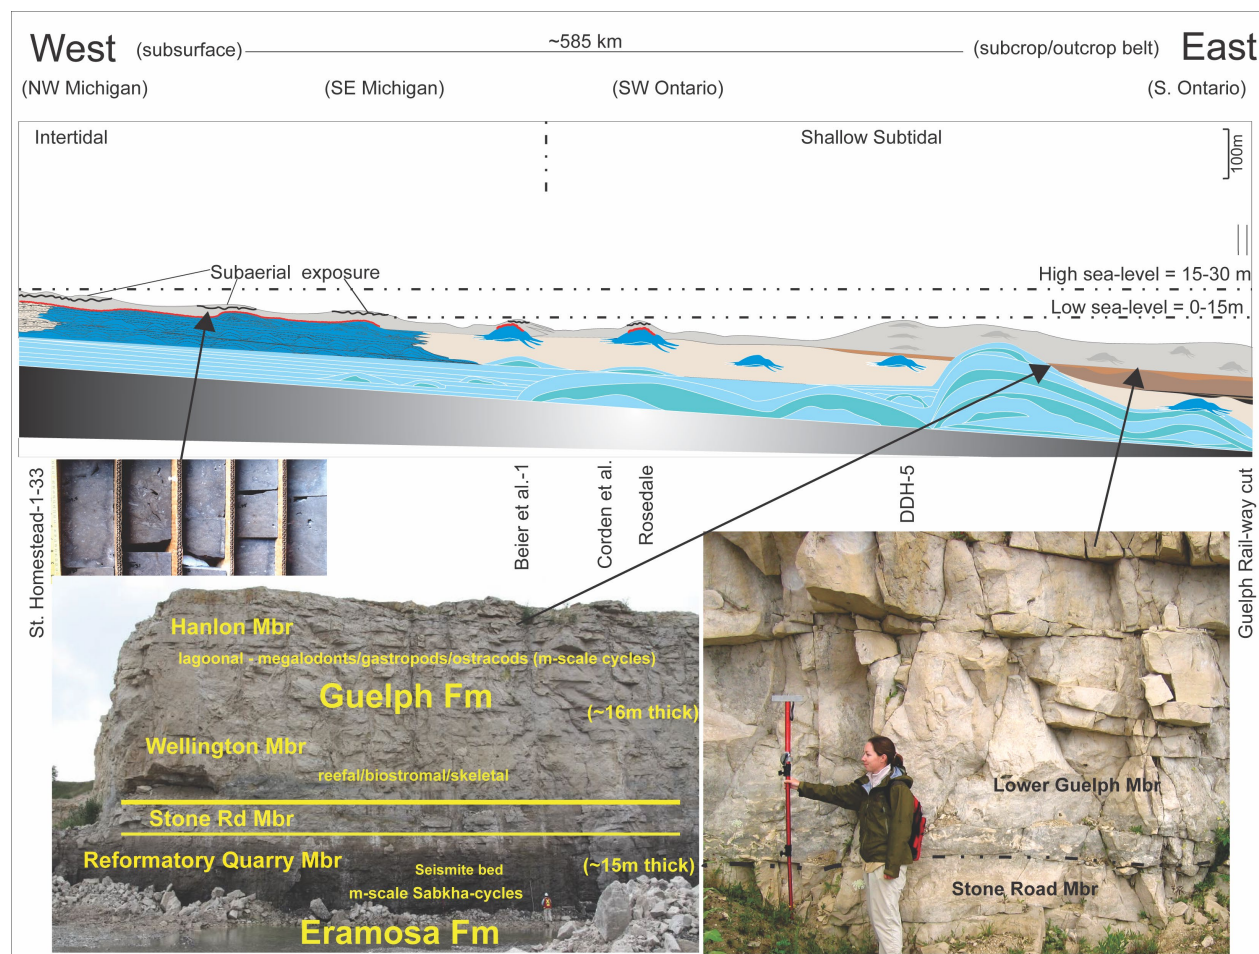 West (subsurface) ~585 km (subcrop/outcrop belt) East
(NW Michigan) (SE Michigan) (SW Ontario) (S. Ontario)
Intertidal Shallow Subtidal
100m
Subaerial exposure
High sea-level = 15-30 m
Low sea-level = 0-15m
St. Homestead-1-33
Beier et al.-1
Corden et al.
Rosedale
DDH-5
Guelph Rail-way cut
Hanlon Mbr
lagoonal - megalodonts/gastropods/ostracods (m-scale cycles)
Guelph Fm
(~16m thick)
Wellington Mbr
reefal/biostromal/skeletal
Stone Rd Mbr
Reformatory Quarry Mbr
Seismite bed
(~15m thick)
m-scale Sabkha-cycles
Eramosa Fm
Lower Guelph Mbr
Stone Road Mbr